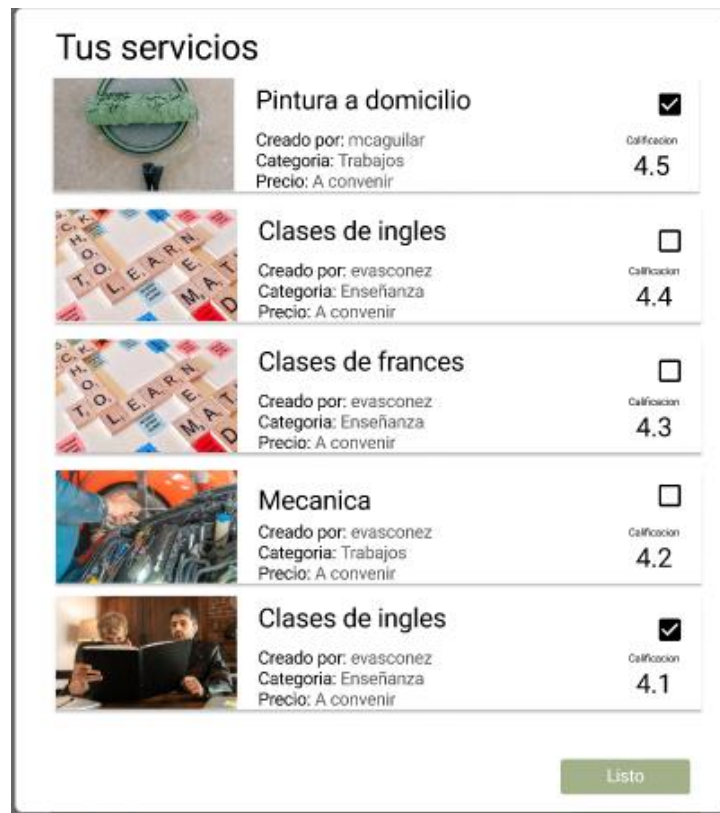 Tus servicios
Pintura a domicilio
Creado por: mcaguilar
Categoria: Trabajos
Precio: A convenir
Calificacion
4.5
Clases de ingles
Creado por: evasconez
Categoria: Enseñanza
Precio: A convenir
Calificacion
4.4
Clases de frances
Creado por: evasconez
Categoria: Enseñanza
Precio: A convenir
Calificacion
4.3
Mecanica
Creado por: evasconez
Categoria: Trabajos
Precio: A convenir
Calificacion
4.2
Clases de ingles
Creado por: evasconez
Categoria: Enseñanza
Precio: A convenir
Calificacion
4.1
Listo